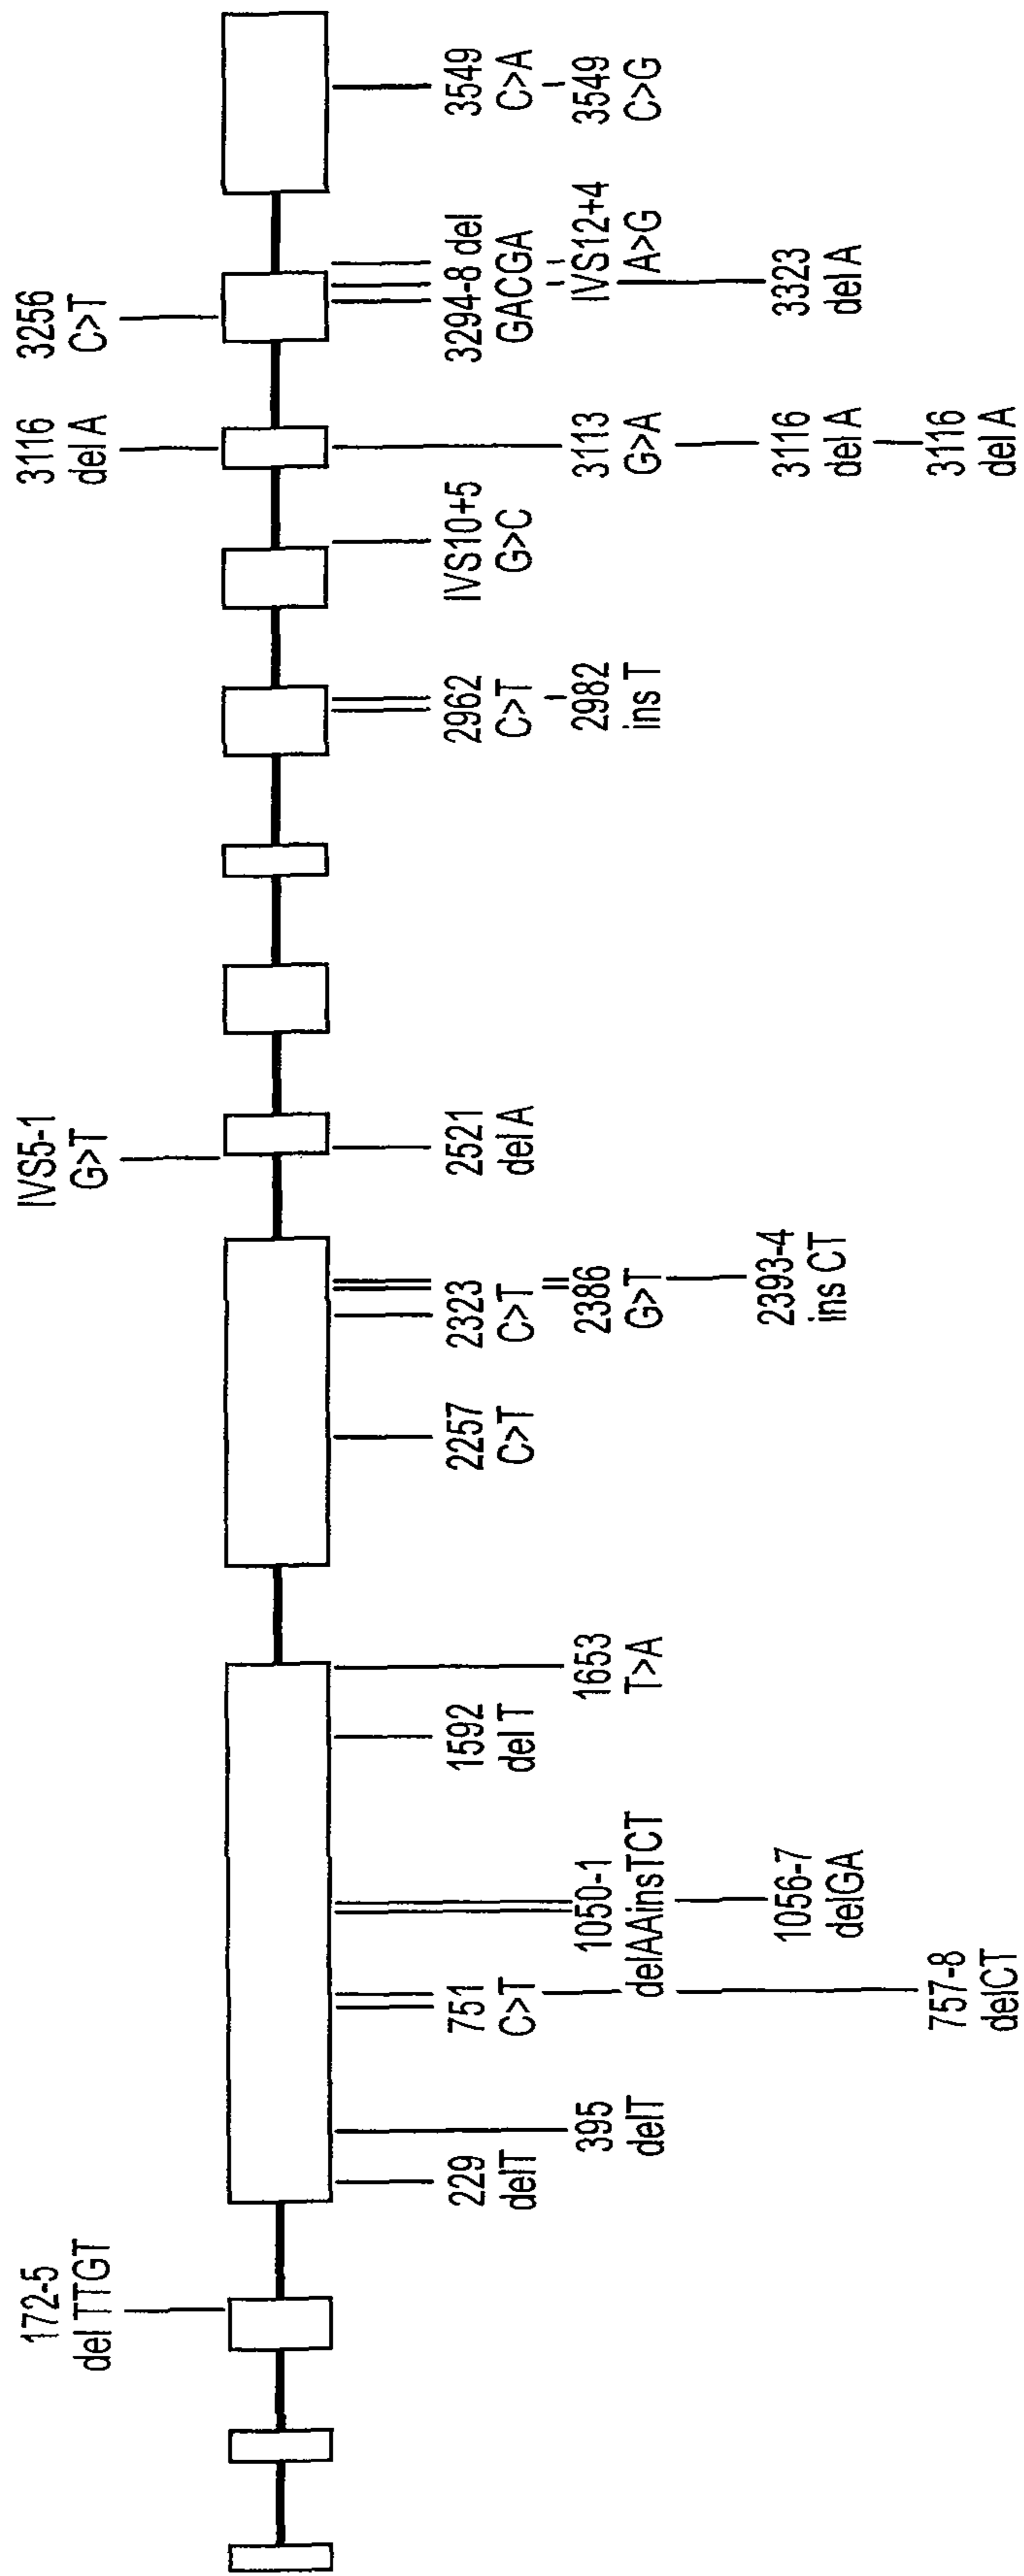 172-5
del TTGT
IVS5-1
G>T
3116
del A
3256
C>T
229
delT
395
delT
751
C>T
757-8
delCT
1050-1
delAAinsTCT
1056-7
delGA
1592
del T
1653
T>A
2257
C>T
2323
C>T
2386
G>T
2393-4
ins CT
2521
del A
2962
C>T
2982
ins T
IVS10+5
G>C
3113
G>A
3116
del A
3116
del A
3294-8 del
GACGA
IVS12+4
A>G
3323
del A
3549
C>A
3549
C>G